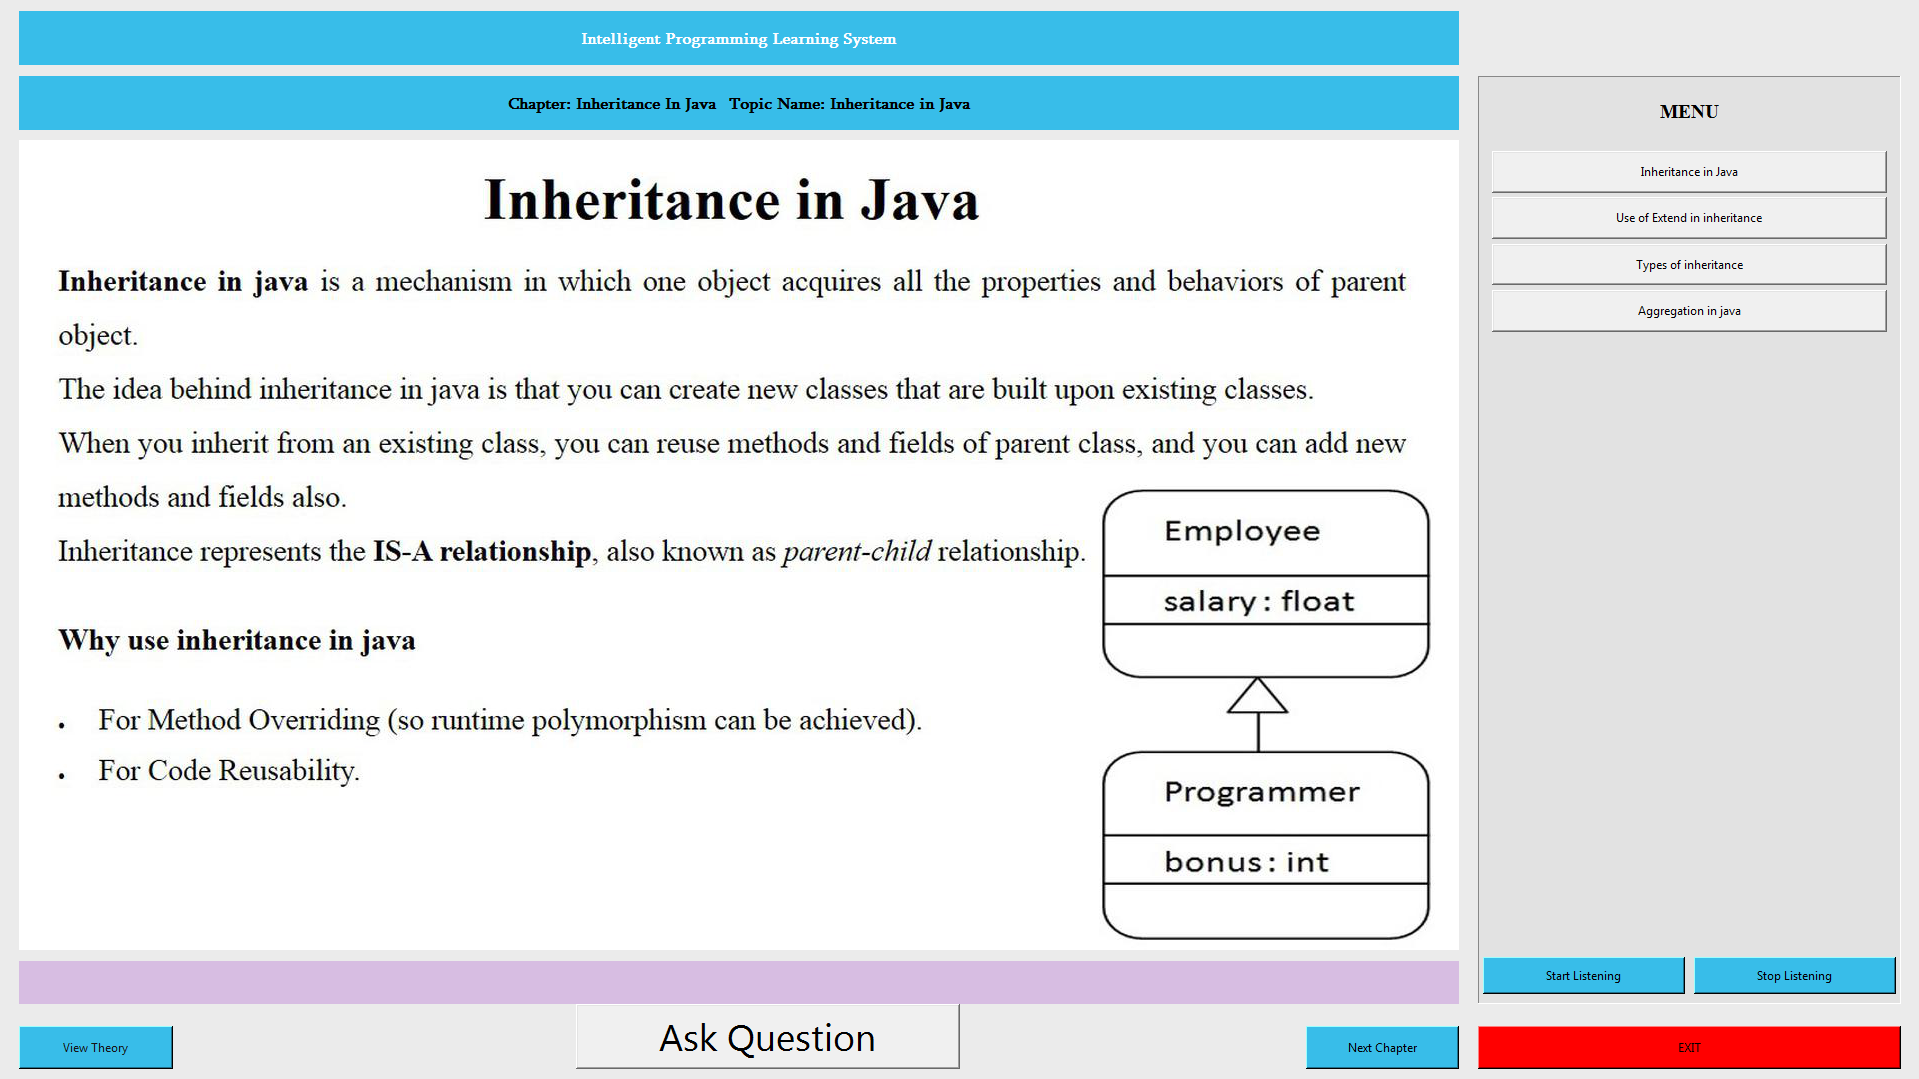 Intelligent Programming Learning System
Chapter: Inheritance In Java   Topic Name: Inheritance in Java
Inheritance in Java
Inheritance in java is a mechanism in which one object acquires all the properties and behaviors of parent
object.
The idea behind inheritance in java is that you can create new classes that are built upon existing classes.
When you inherit from an existing class, you can reuse methods and fields of parent class, and you can add new
methods and fields also.
Inheritance represents the IS-A relationship, also known as parent-child relationship.
Why use inheritance in java
• For Method Overriding (so runtime polymorphism can be achieved).
• For Code Reusability.
Employee
salary : float
Programmer
bonus : int
MENU
Inheritance in Java
Use of Extend in inheritance
Types of inheritance
Aggregation in java
Start Listening
Stop Listening
View Theory
Ask Question
Next Chapter
EXIT